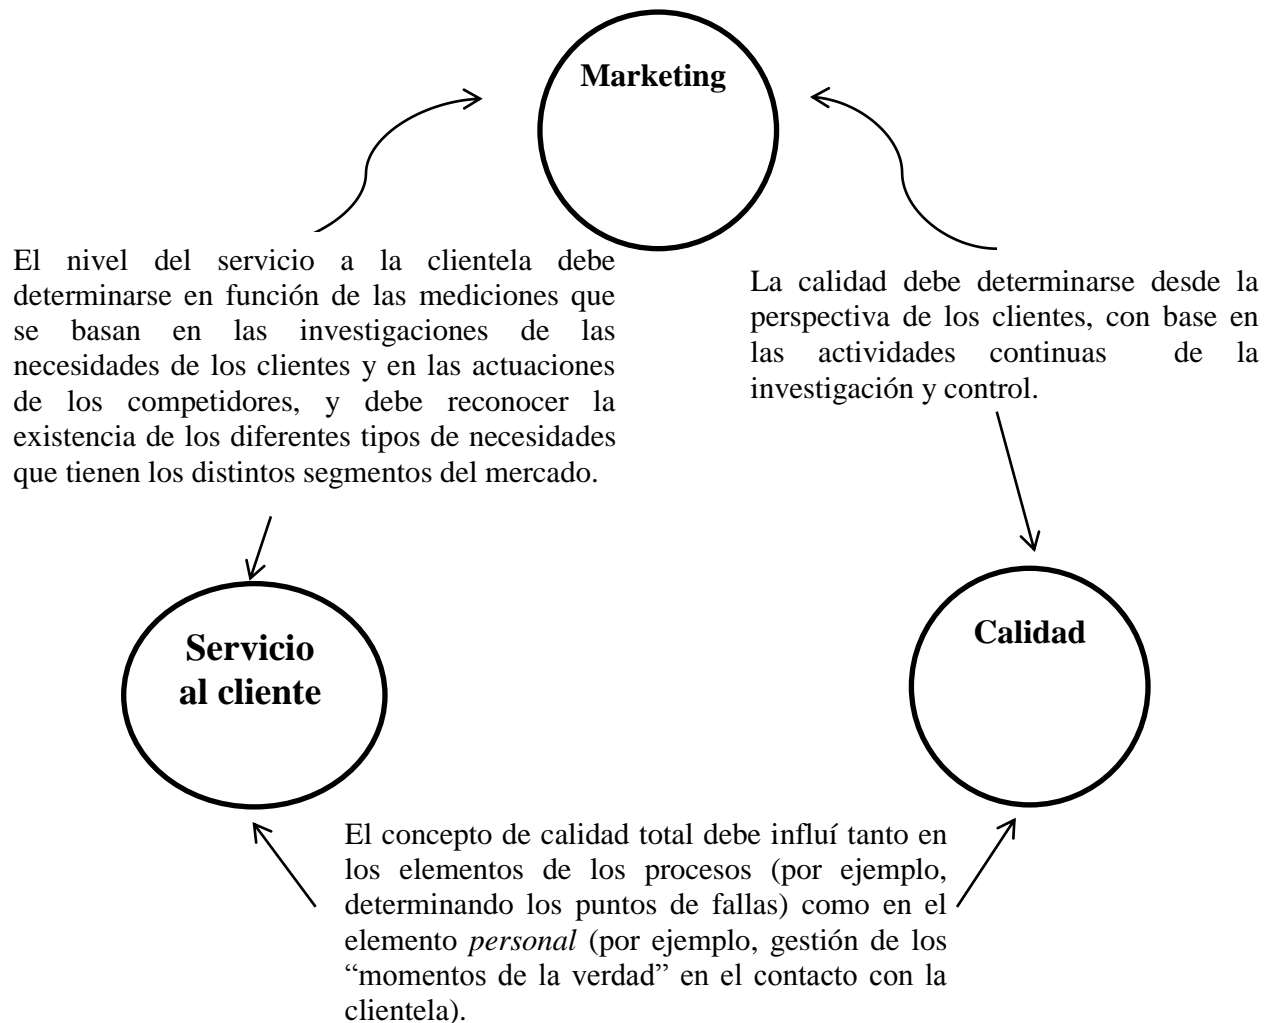 Marketing
El nivel del servicio a la clientela debe
determinarse en función de las mediciones que
se basan en las investigaciones de las
necesidades de los clientes y en las actuaciones
de los competidores, y debe reconocer la
existencia de los diferentes tipos de necesidades
que tienen los distintos segmentos del mercado.
La calidad debe determinarse desde la
perspectiva de los clientes, con base en
las actividades continuas de la
investigación y control.
Servicio
al cliente
Calidad
El concepto de calidad total debe influí tanto en
los elementos de los procesos (por ejemplo,
determinando los puntos de fallas) como en el
elemento personal (por ejemplo, gestión de los
“momentos de la verdad” en el contacto con la
clientela).